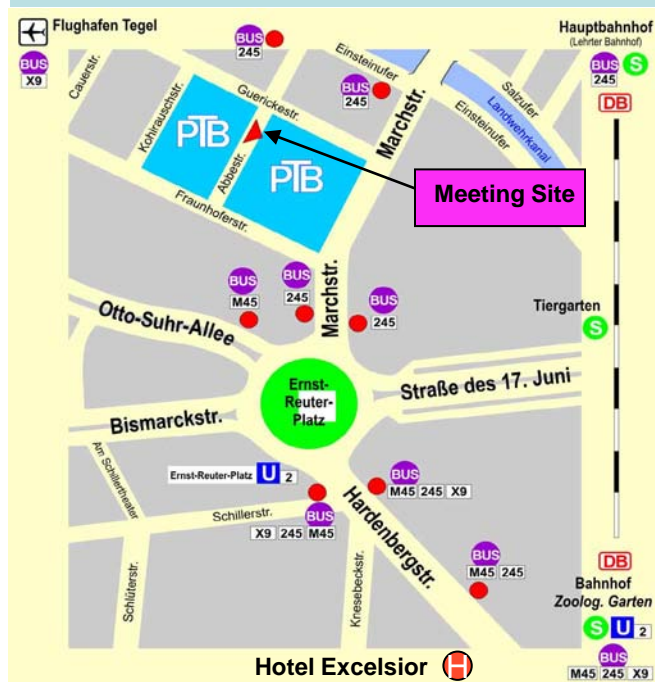 Flughafen Tegel
BUS
X9
BUS
245
Hauptbahnhof
(Lehrter Bahnhof)
BUS
S
245
DB
Cauerstr.
Kohlrauschstr.
Guerickestr.
Einsteinufer
BUS
245
Marchstr.
Salzufer
Landwehrkanal
Einsteinufer
PTB
Abbestr.
PTB
Fraunhoferstr.
Meeting Site
BUS
M45
BUS
245
Marchstr.
BUS
245
Tiergarten
S
Otto-Suhr-Allee
Ernst-
Reuter-
Platz
Straße des 17. Juni
Bismarckstr.
Am Schillertheater
Ernst-Reuter-Platz U 2
BUS
M45 245 X9
Schillerstr.
BUS
X9 245 M45
Hardenbergstr.
Schlüterstr.
Knesebeckstr.
BUS
M45 245
DB
Bahnhof
Zoolog. Garten
S U 2
BUS
M45 245 X9
Hotel Excelsior H